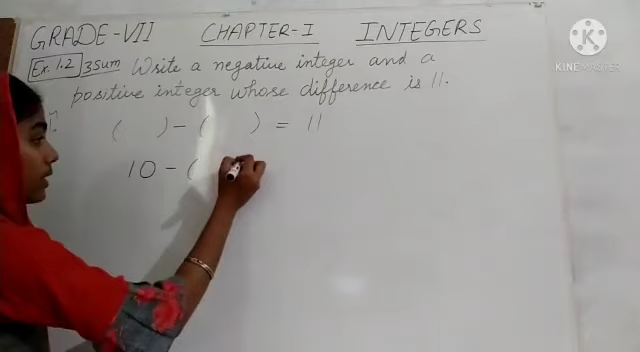 GRADE-VII CHAPTER-I INTEGERS
Ex. 1.2 3sum Write a negative integer and a
positive integer whose difference is 11.
( ) - ( ) = 11
10 - (
KINEMASTER